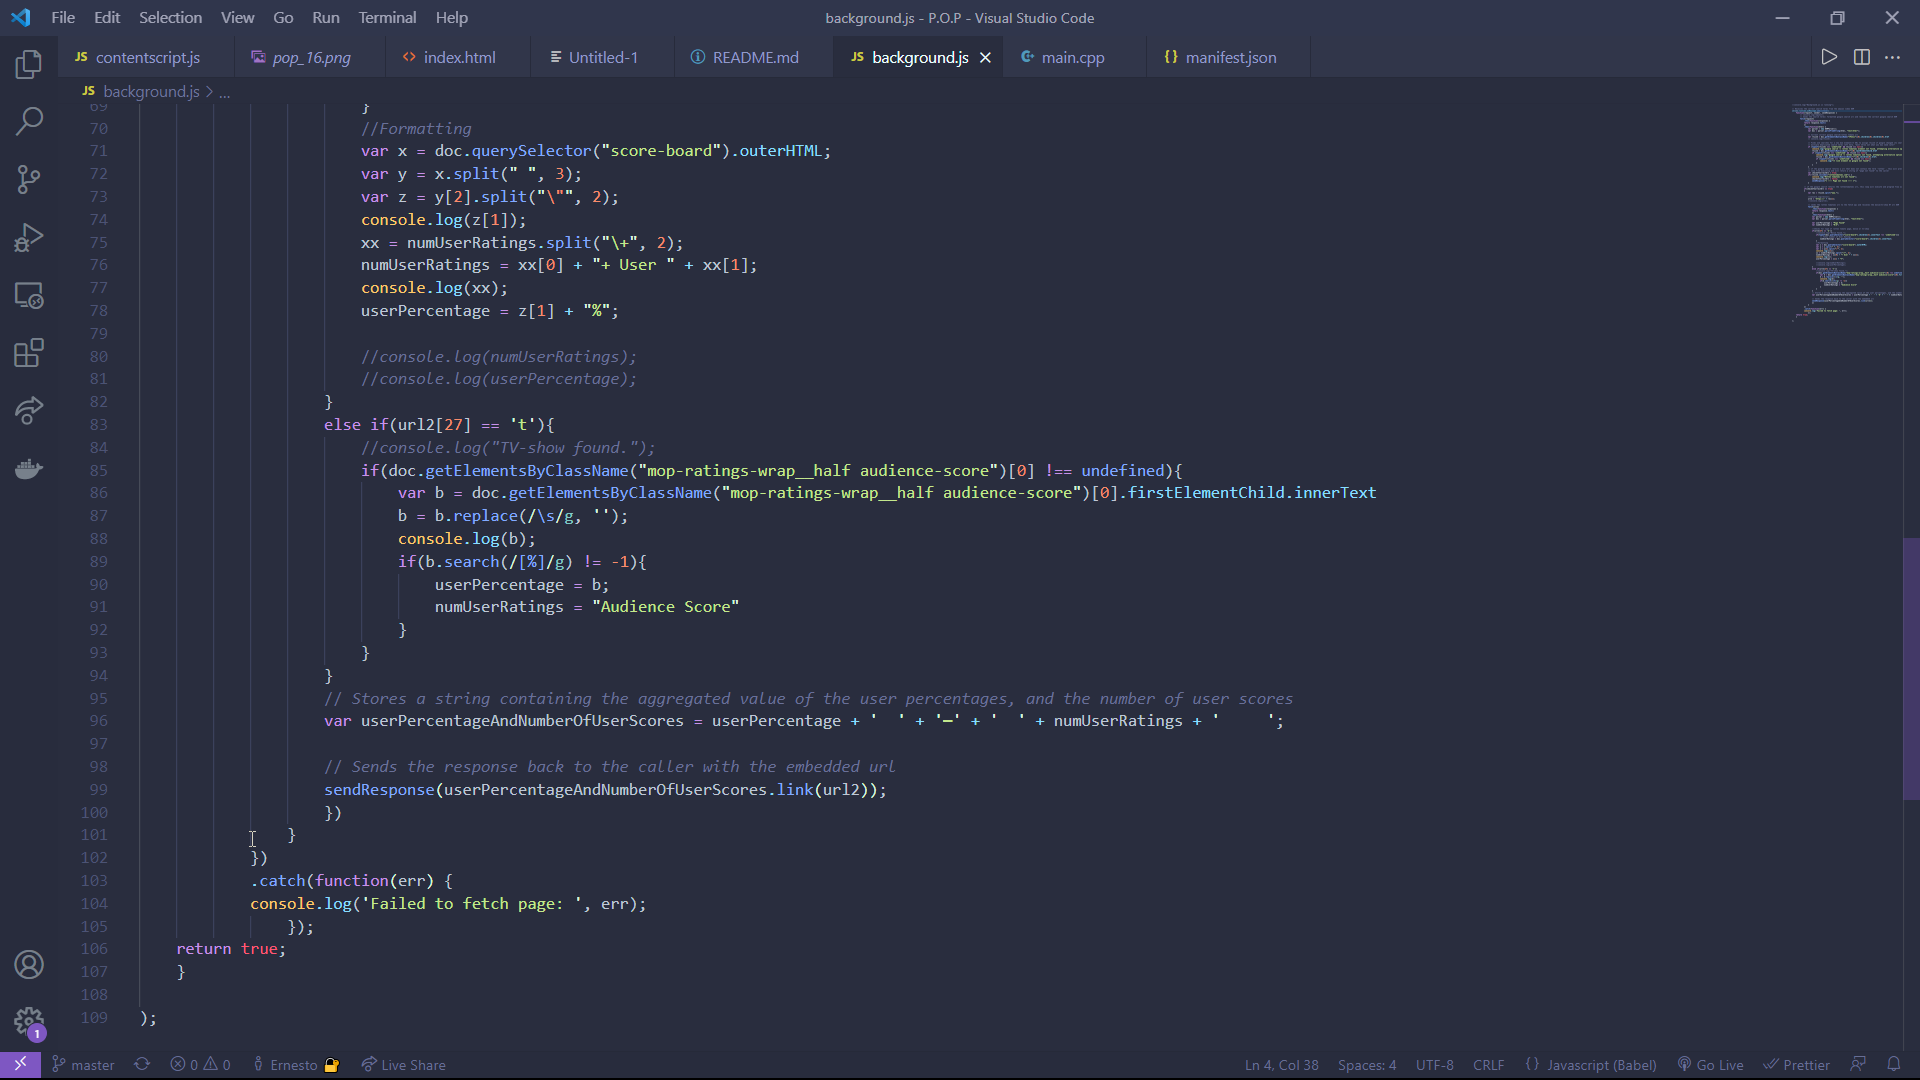 File Edit Selection View Go Run Terminal Help
background.js - P.O.P - Visual Studio Code
JS contentscript.js pop_16.png index.html Untitled-1 README.md JS background.js main.cpp {} manifest.json
JS background.js > ...
69 }
70 //Formatting
71 var x = doc.querySelector("score-board").outerHTML;
72 var y = x.split(" ", 3);
73 var z = y[2].split("\"", 2);
74 console.log(z[1]);
75 xx = numUserRatings.split("\+", 2);
76 numUserRatings = xx[0] + "+ User " + xx[1];
77 console.log(xx);
78 userPercentage = z[1] + "%";
79
80 //console.log(numUserRatings);
81 //console.log(userPercentage);
82 }
83 else if(url2[27] == 't'){
84 //console.log("TV-show found.");
85 if(doc.getElementsByClassName("mop-ratings-wrap__half audience-score")[0] !== undefined){
86 var b = doc.getElementsByClassName("mop-ratings-wrap__half audience-score")[0].firstElementChild.innerText
87 b = b.replace(/\s/g, '');
88 console.log(b);
89 if(b.search(/[%]/g) != -1){
90 userPercentage = b;
91 numUserRatings = "Audience Score"
92 }
93 }
94 }
95 // Stores a string containing the aggregated value of the user percentages, and the number of user scores
96 var userPercentageAndNumberOfUserScores = userPercentage + '  ' + '—' + '  ' + numUserRatings + '     ';
97
98 // Sends the response back to the caller with the embedded url
99 sendResponse(userPercentageAndNumberOfUserScores.link(url2));
100 })
101 }
102 })
103 .catch(function(err) {
104 console.log('Failed to fetch page: ', err);
105 });
106 return true;
107 }
108
109 );
1
master 0 0 Ernesto Live Share Ln 4, Col 38 Spaces: 4 UTF-8 CRLF {} Javascript (Babel) Go Live Prettier